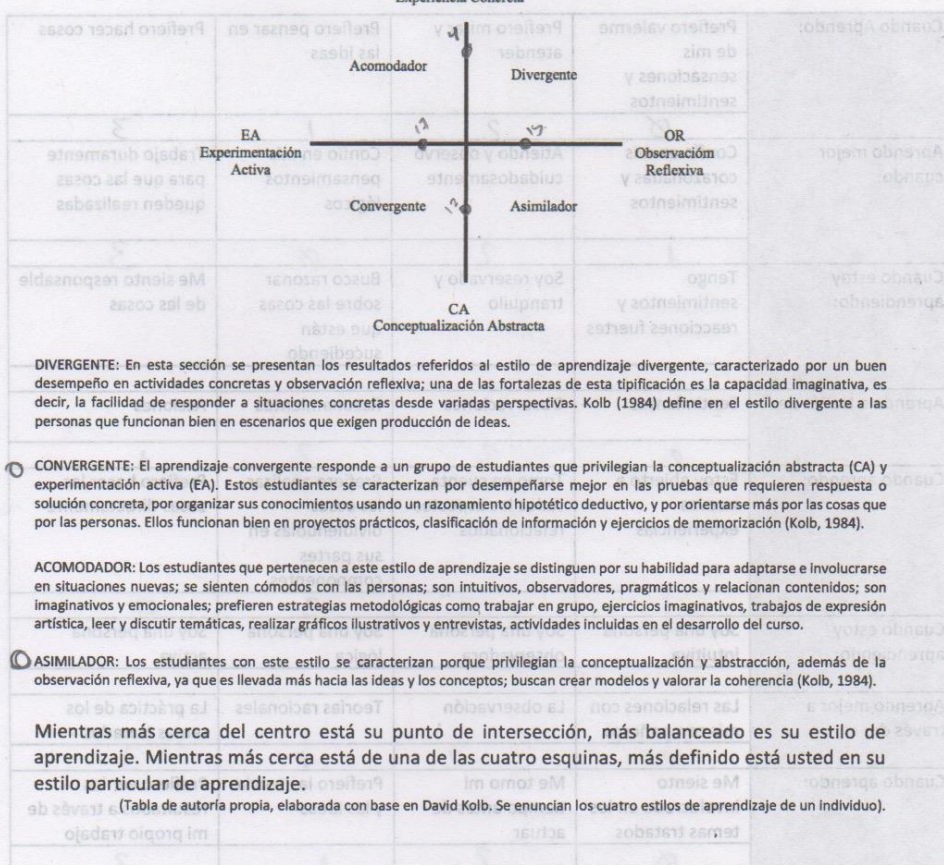 Experiencia Concreta
4
Acomodador
Divergente
EA
Experimentación
Activa
OR
Observacióm
Reflexiva
Convergente
Asimilador
CA
Conceptualización Abstracta
DIVERGENTE: En esta sección se presentan los resultados referidos al estilo de aprendizaje divergente, caracterizado por un buen
desempeño en actividades concretas y observación reflexiva; una de las fortalezas de esta tipificación es la capacidad imaginativa, es
decir, la facilidad de responder a situaciones concretas desde variadas perspectivas. Kolb (1984) define en el estilo divergente a las
personas que funcionan bien en escenarios que exigen producción de ideas.
CONVERGENTE: El aprendizaje convergente responde a un grupo de estudiantes que privilegian la conceptualización abstracta (CA) y
experimentación activa (EA). Estos estudiantes se caracterizan por desempeñarse mejor en las pruebas que requieren respuesta o
solución concreta, por organizar sus conocimientos usando un razonamiento hipotético deductivo, y por orientarse más por las cosas que
por las personas. Ellos funcionan bien en proyectos prácticos, clasificación de información y ejercicios de memorización (Kolb, 1984).
ACOMODADOR: Los estudiantes que pertenecen a este estilo de aprendizaje se distinguen por su habilidad para adaptarse e involucrarse
en situaciones nuevas; se sienten cómodos con las personas; son intuitivos, observadores, pragmáticos y relacionan contenidos; son
imaginativos y emocionales; prefieren estrategias metodológicas como trabajar en grupo, ejercicios imaginativos, trabajos de expresión
artística, leer y discutir temáticas, realizar gráficos ilustrativos y entrevistas, actividades incluidas en el desarrollo del curso.
ASIMILADOR: Los estudiantes con este estilo se caracterizan porque privilegian la conceptualización y abstracción, además de la
observación reflexiva, ya que es llevada más hacia las ideas y los conceptos; buscan crear modelos y valorar la coherencia (Kolb, 1984).
Mientras más cerca del centro está su punto de intersección, más balanceado es su estilo de
aprendizaje. Mientras más cerca está de una de las cuatro esquinas, más definido está usted en su
estilo particular de aprendizaje.
(Tabla de autoría propia, elaborada con base en David Kolb. Se enuncian los cuatro estilos de aprendizaje de un individuo).